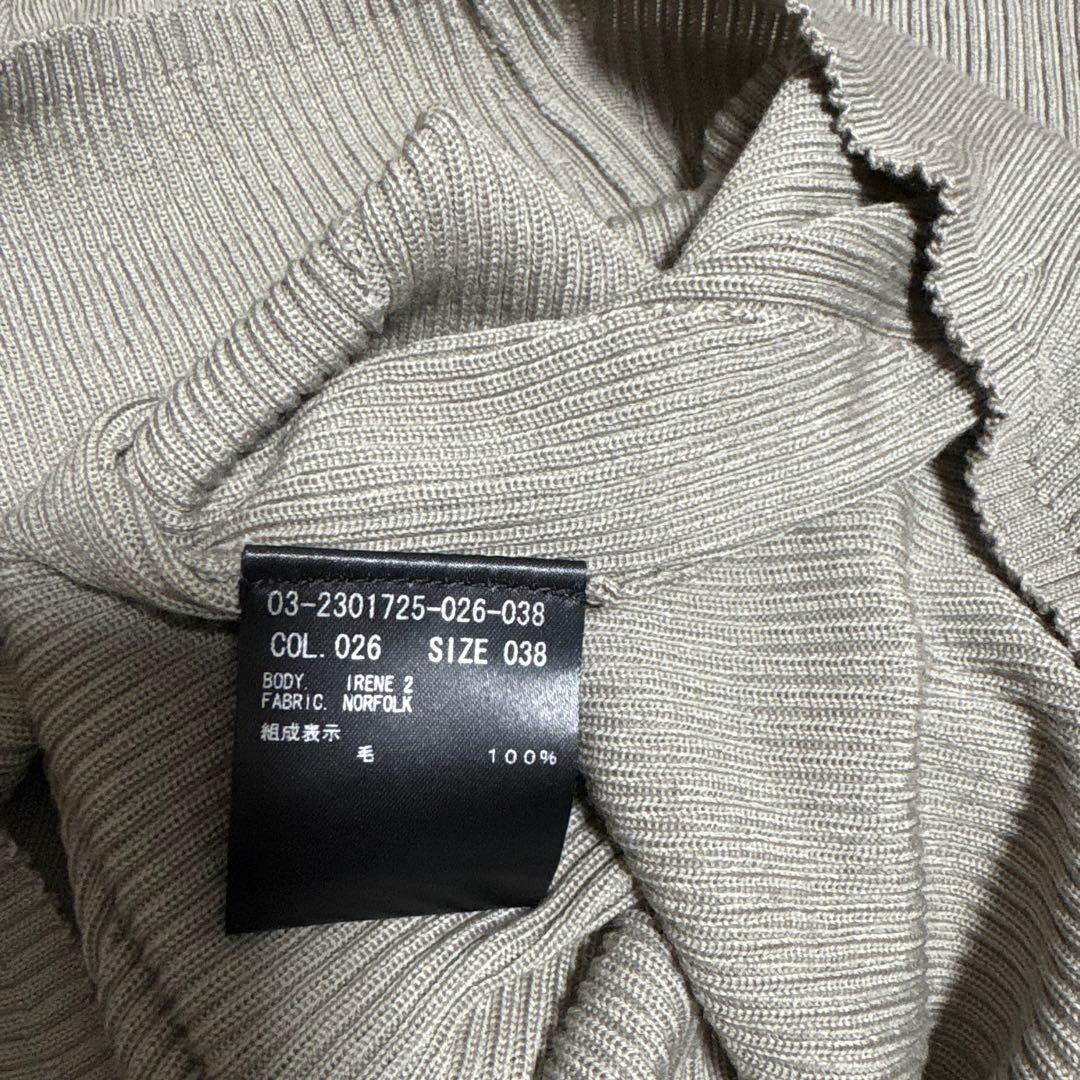 03-2301725-026-038
COL. 026 SIZE 038
BODY. IRENE 2
FABRIC. NORFOLK
組成表示
毛 100%